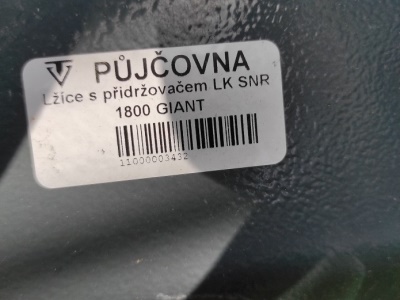 PŮJČOVNA
Lžíce s přidržovačem LK SNR
1800 GIANT
11000003432